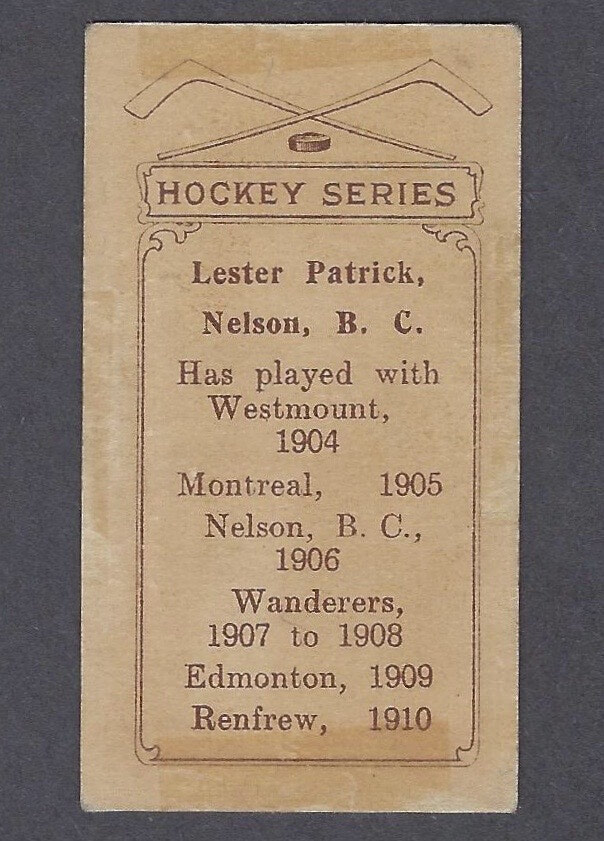 HOCKEY SERIES
Lester Patrick,
Nelson, B. C.
Has played with
Westmount,
1904
Montreal, 1905
Nelson, B. C.,
1906
Wanderers,
1907 to 1908
Edmonton, 1909
Renfrew, 1910